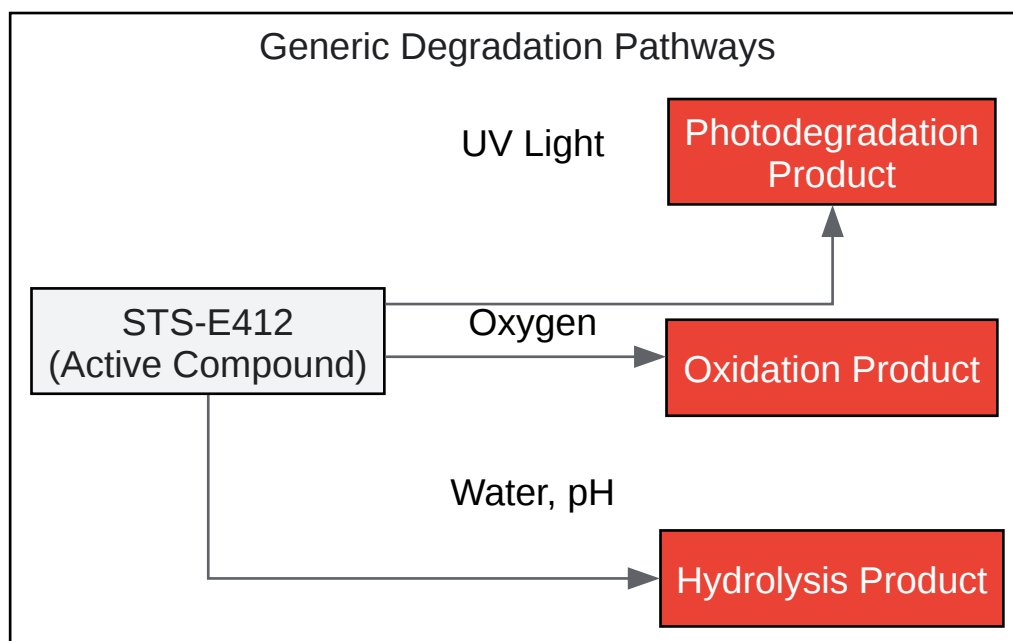 Generic Degradation Pathways
UV Light
Photodegradation
Product
STS-E412
(Active Compound)
Oxygen
Oxidation Product
Water, pH
Hydrolysis Product